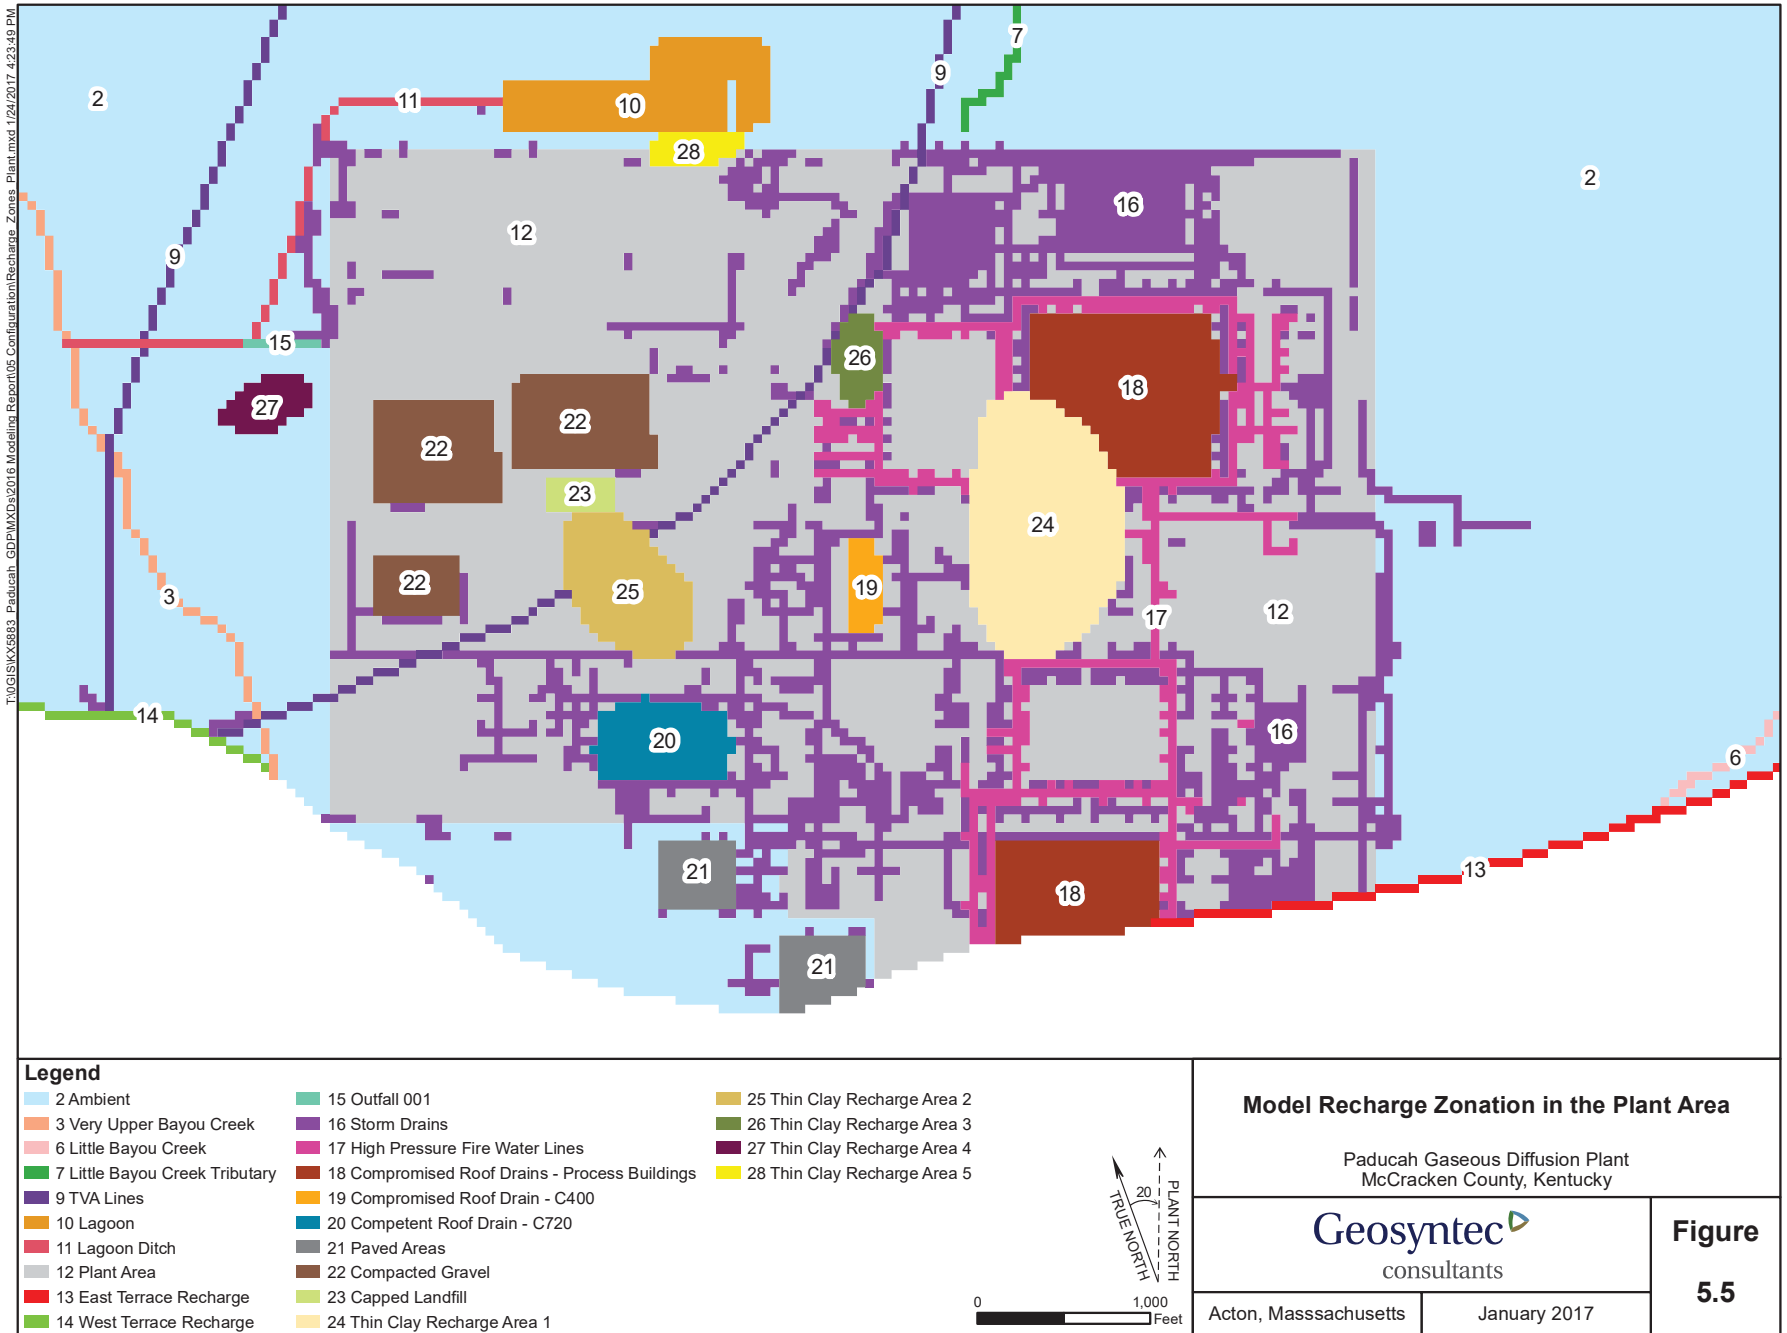 T:\0GIS\KX5883_Paducah_GDP\MXDs\2016 Modeling Report\05 Configuration\Recharge_Zones_Plant.mxd 1/24/2017 4:23:49 PM
7
9
2
11
10
28
2
16
12
9
15
26
18
27
22
22
23
24
22
25
19
3
12
17
14
20
16
6
21
13
18
21
Legend
2 Ambient
3 Very Upper Bayou Creek
6 Little Bayou Creek
7 Little Bayou Creek Tributary
9 TVA Lines
10 Lagoon
11 Lagoon Ditch
12 Plant Area
13 East Terrace Recharge
14 West Terrace Recharge
15 Outfall 001
16 Storm Drains
17 High Pressure Fire Water Lines
18 Compromised Roof Drains - Process Buildings
19 Compromised Roof Drain - C400
20 Competent Roof Drain - C720
21 Paved Areas
22 Compacted Gravel
23 Capped Landfill
24 Thin Clay Recharge Area 1
25 Thin Clay Recharge Area 2
26 Thin Clay Recharge Area 3
27 Thin Clay Recharge Area 4
28 Thin Clay Recharge Area 5
20
TRUE NORTH
PLANT NORTH
0 1,000
Feet
Model Recharge Zonation in the Plant Area
Paducah Gaseous Diffusion Plant
McCracken County, Kentucky
Geosyntec
consultants
Figure
5.5
Acton, Masssachusetts
January 2017